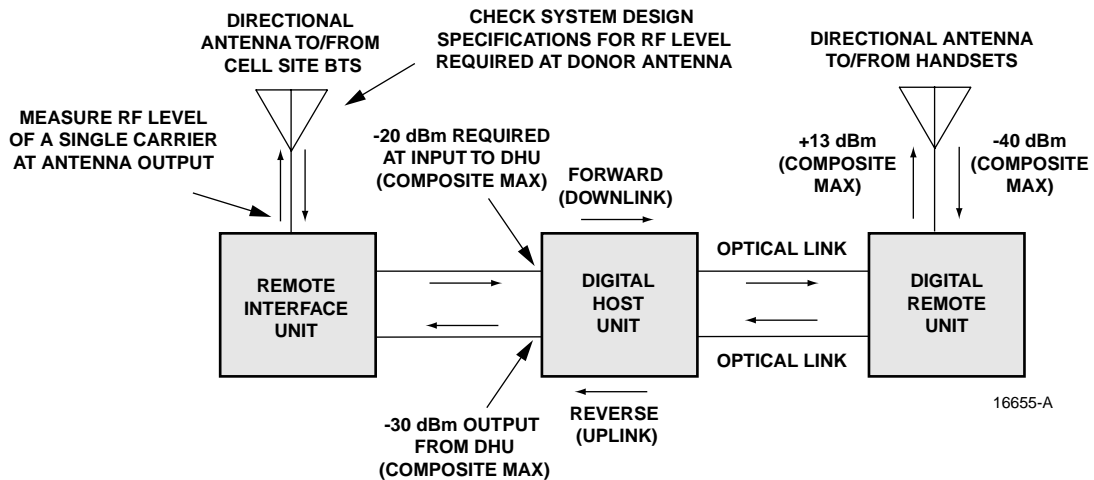 DIRECTIONAL
ANTENNA TO/FROM
CELL SITE BTS
CHECK SYSTEM DESIGN
SPECIFICATIONS FOR RF LEVEL
REQUIRED AT DONOR ANTENNA
DIRECTIONAL ANTENNA
TO/FROM HANDSETS
MEASURE RF LEVEL
OF A SINGLE CARRIER
AT ANTENNA OUTPUT
-20 dBm REQUIRED
AT INPUT TO DHU
(COMPOSITE MAX)
FORWARD
(DOWNLINK)
+13 dBm
(COMPOSITE
MAX)
-40 dBm
(COMPOSITE
MAX)
REMOTE
INTERFACE
UNIT
DIGITAL
HOST
UNIT
OPTICAL LINK
OPTICAL LINK
DIGITAL
REMOTE
UNIT
-30 dBm OUTPUT
FROM DHU
(COMPOSITE MAX)
REVERSE
(UPLINK)
16655-A